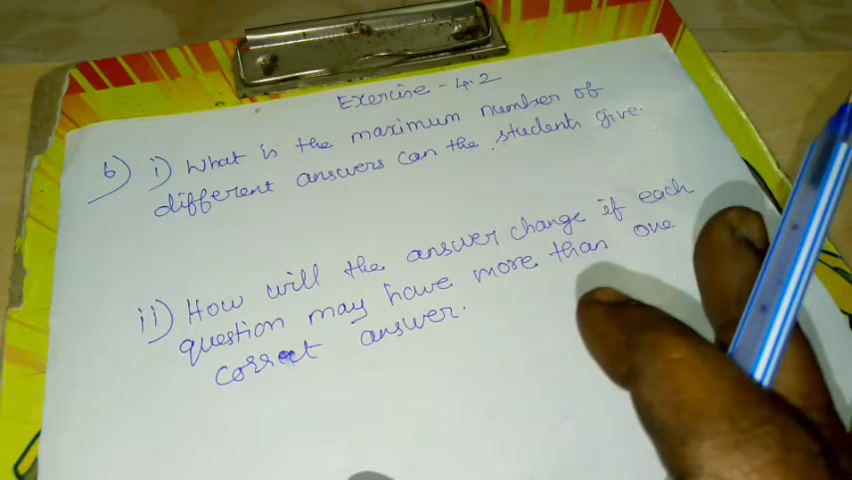 Exercise - 4.2
6) i) What is the maximum number of
different answers can the students give.
ii) How will the answer change if each
question may have more than one
correct answer.